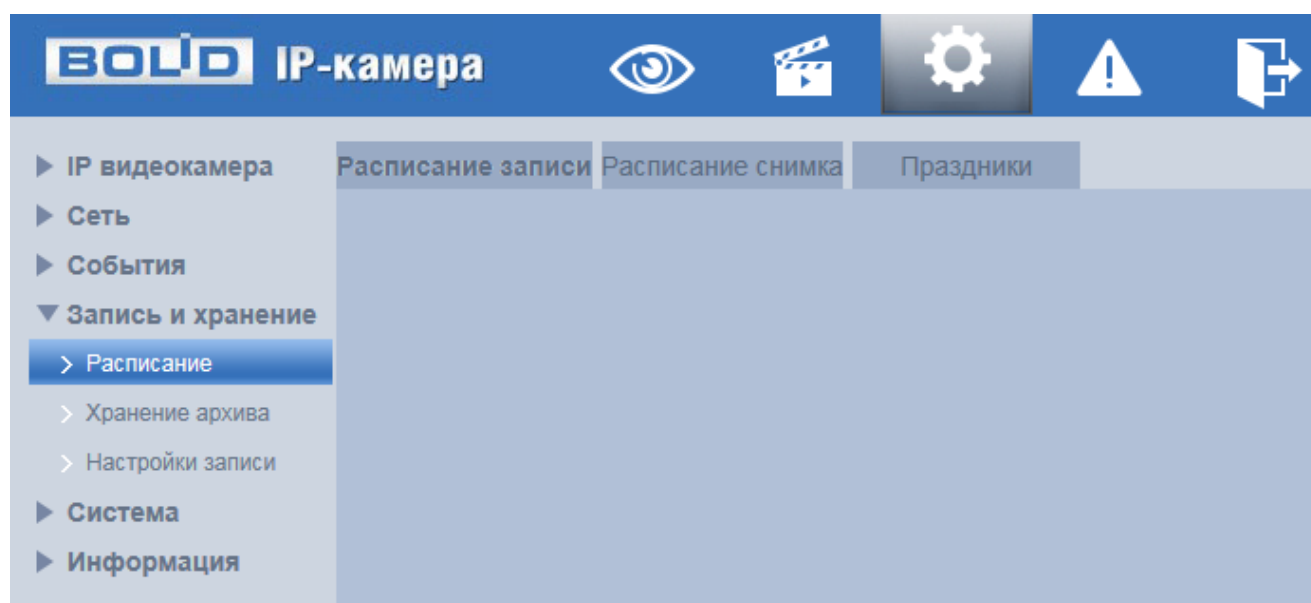 BOLID IP-камера
IP видеокамера
Сеть
События
Запись и хранение
Расписание
Хранение архива
Настройки записи
Система
Информация
Расписание записи Расписание снимка Праздники